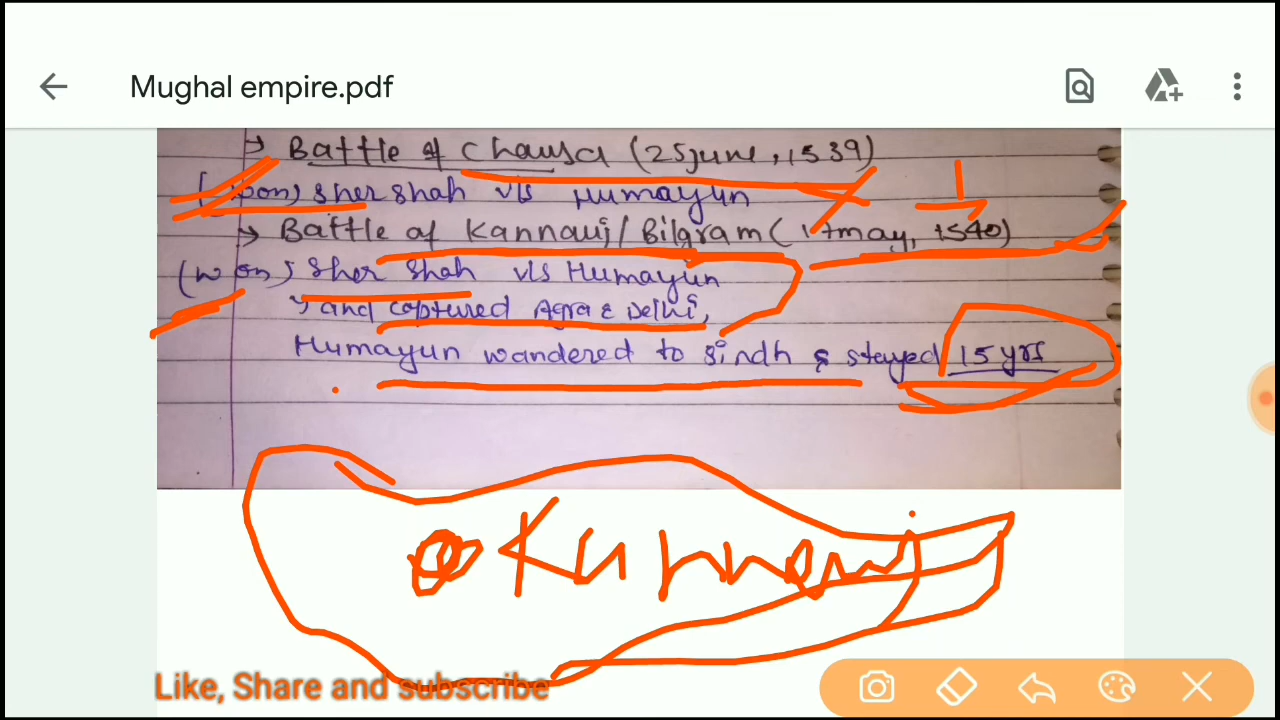 Mughal empire.pdf
→ Battle of Chausa (25 june, 1539)
(won) Sher shah v/s Humayun
→ Battle of Kannauj/Bilgram (17 may, 1540)
(won) Sher shah v/s Humayun
→ and captured Agra & Delhi,
Humayun wandered to sindh & stayed 15 yrs
Kannauj
Like, Share and subscribe